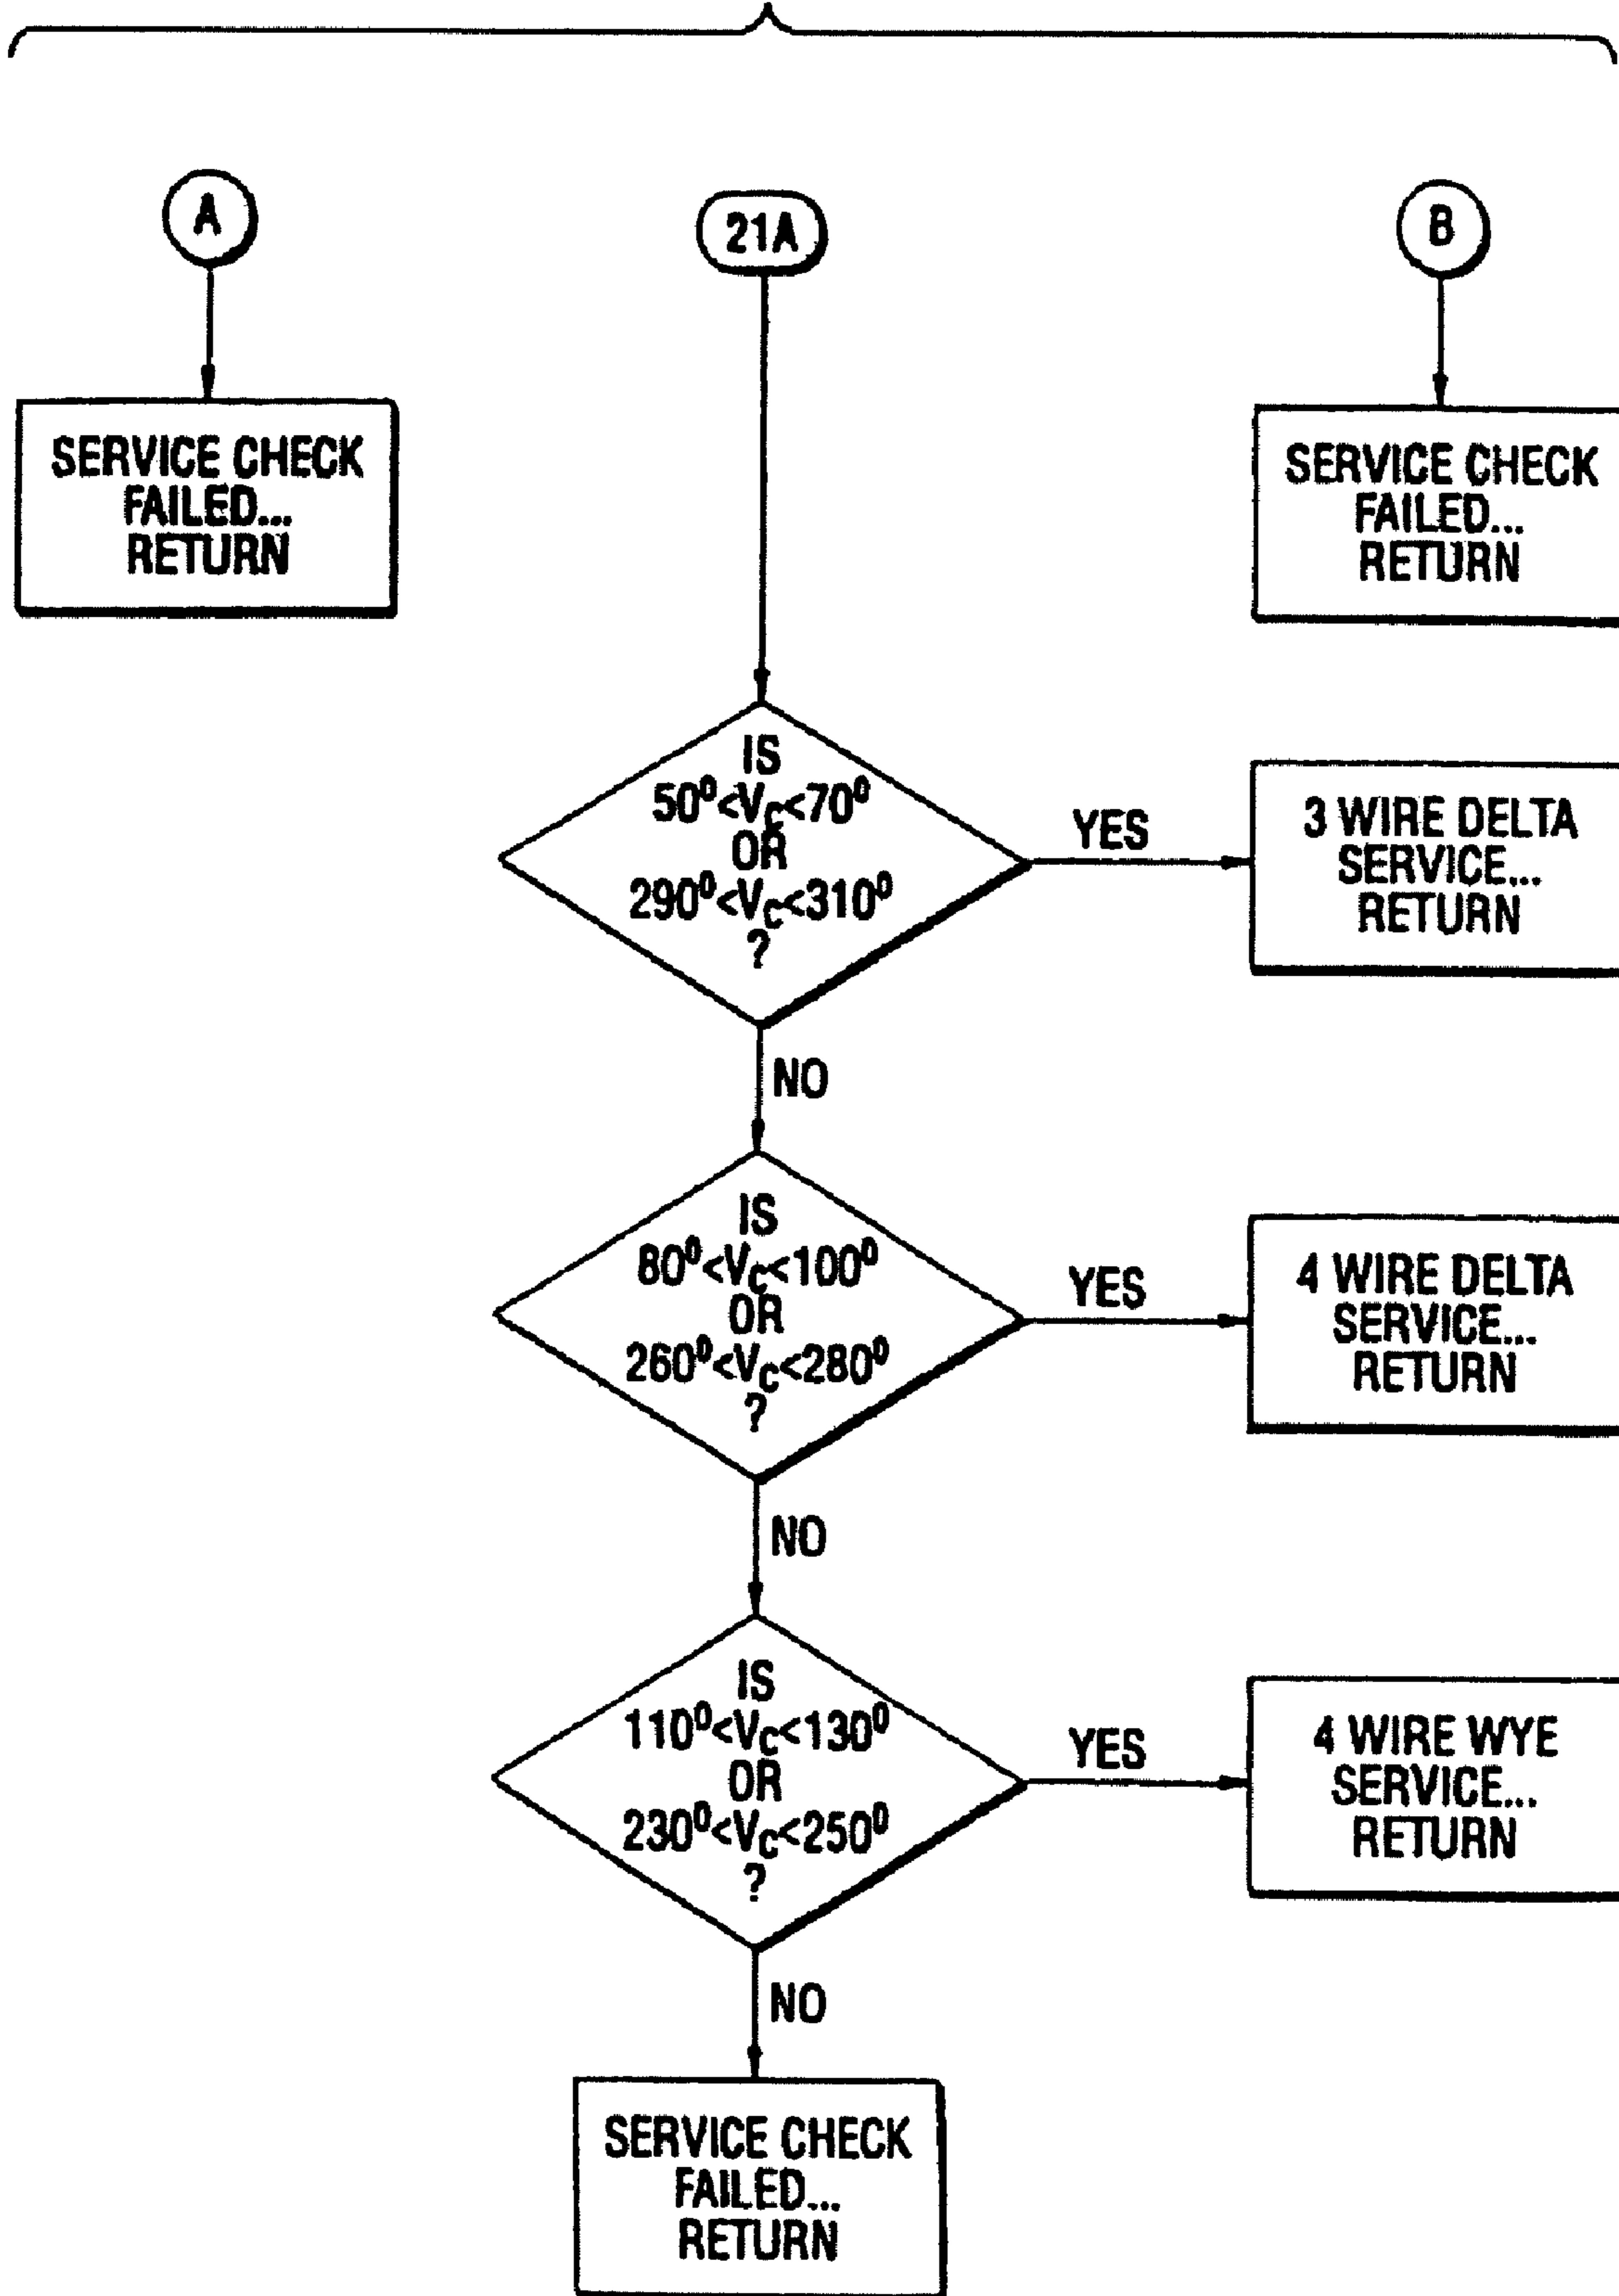 A
21A
B
SERVICE CHECK
FAILED...
RETURN
SERVICE CHECK
FAILED...
RETURN
IS
50⁰<V_C<70⁰
OR
290⁰<V_C<310⁰
?
YES
3 WIRE DELTA
SERVICE...
RETURN
NO
IS
80⁰<V_C<100⁰
OR
260⁰<V_C<280⁰
?
YES
4 WIRE DELTA
SERVICE...
RETURN
NO
IS
110⁰<V_C<130⁰
OR
230⁰<V_C<250⁰
?
YES
4 WIRE WYE
SERVICE...
RETURN
NO
SERVICE CHECK
FAILED...
RETURN